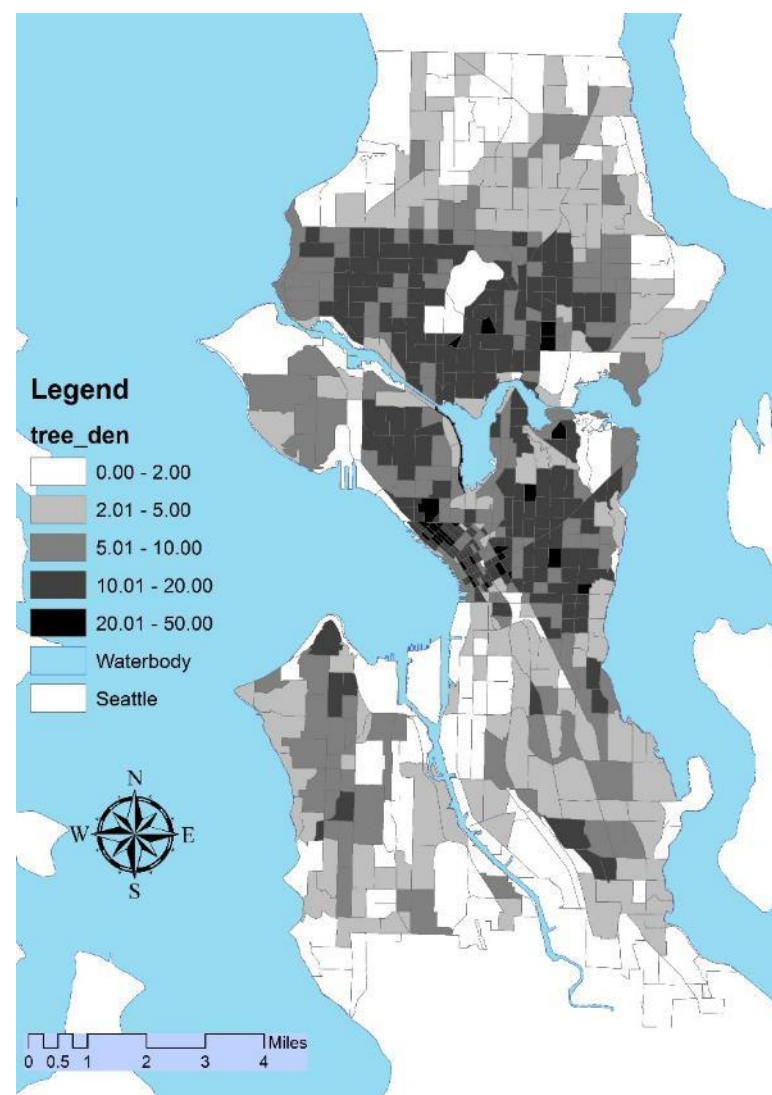 Legend
tree_den
0.00 - 2.00
2.01 - 5.00
5.01 - 10.00
10.01 - 20.00
20.01 - 50.00
Waterbody
Seattle
N
W E
S
Miles
0 0.5 1 2 3 4